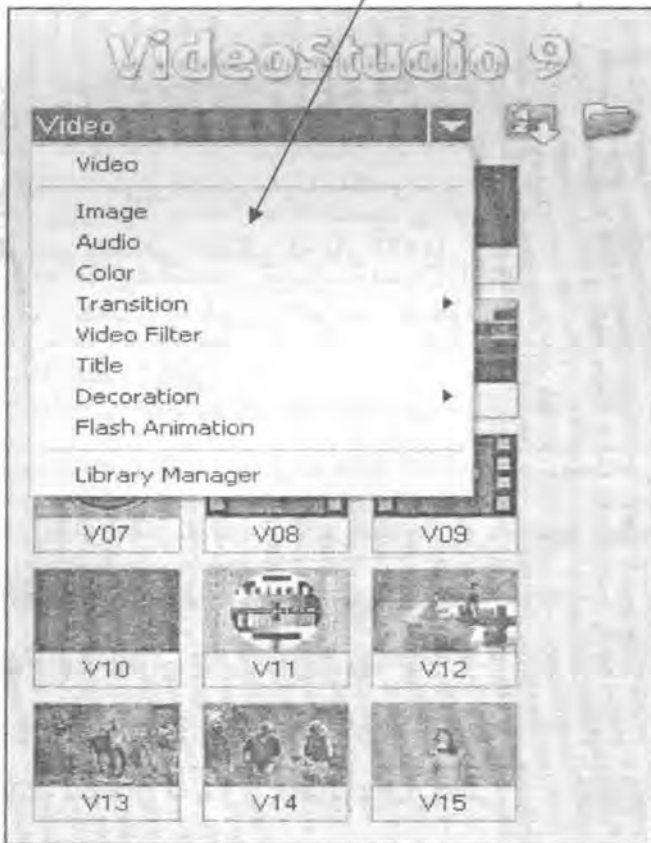 VideoStudio 9
Video
Video
Image
Audio
Color
Transition
Video Filter
Title
Decoration
Flash Animation
Library Manager
V07 V08 V09
V10 V11 V12
V13 V14 V15